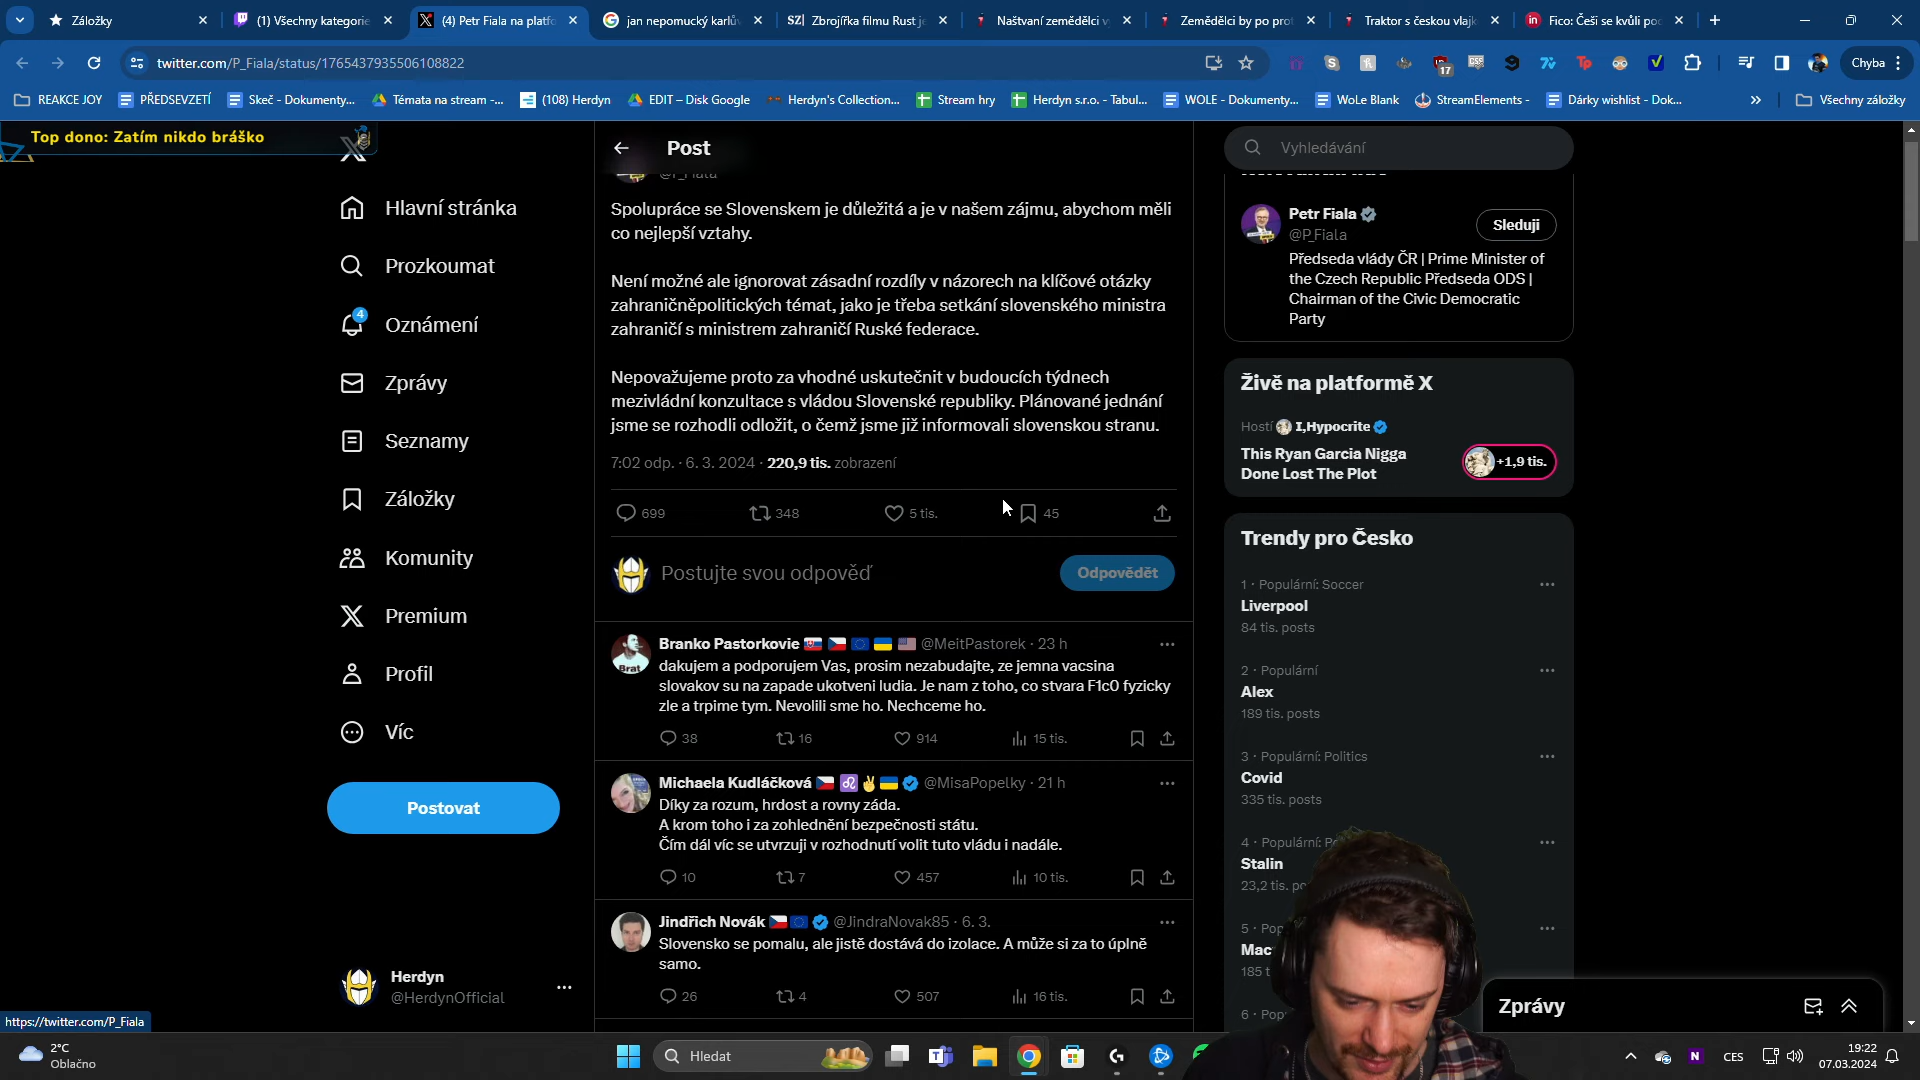 Záložky
(1) Všechny kategorie
(4) Petr Fiala na platfo
jan nepomucký karlův
Zbrojířka filmu Rust je
Naštvaní zemědělci v
Zemědělci by po prot
Traktor s českou vlajk
Fico: Češi se kvůli po
twitter.com/P_Fiala/status/1765437935506108822
17
Chyba
REAKCE JOY
PŘEDSEVZETÍ
Skeč - Dokumenty...
Témata na stream -...
(108) Herdyn
EDIT – Disk Google
Herdyn's Collection...
Stream hry
Herdyn s.r.o. - Tabul...
WOLE - Dokumenty...
WoLe Blank
StreamElements -
Dárky wishlist - Dok...
Všechny záložky
Top dono: Zatím nikdo bráško
Hlavní stránka
Prozkoumat
4
Oznámení
Zprávy
Seznamy
Záložky
Komunity
Premium
Profil
Víc
Postovat
Herdyn
@HerdynOfficial
https://twitter.com/P_Fiala
Post
@P_Fiala
Spolupráce se Slovenskem je důležitá a je v našem zájmu, abychom měli
co nejlepší vztahy.
Není možné ale ignorovat zásadní rozdíly v názorech na klíčové otázky
zahraničněpolitických témat, jako je třeba setkání slovenského ministra
zahraničí s ministrem zahraničí Ruské federace.
Nepovažujeme proto za vhodné uskutečnit v budoucích týdnech
mezivládní konzultace s vládou Slovenské republiky. Plánované jednání
jsme se rozhodli odložit, o čemž jsme již informovali slovenskou stranu.
7:02 odp. · 6. 3. 2024 · 220,9 tis. zobrazení
699 348 5 tis. 45
Postujte svou odpověď
Odpovědět
Branko Pastorkovie @MeitPastorek · 23 h
dakujem a podporujem Vas, prosim nezabudajte, ze jemna vacsina
slovakov su na zapade ukotveni ludia. Je nam z toho, co stvara F1c0 fyzicky
zle a trpime tym. Nevolili sme ho. Nechceme ho.
38 16 914 15 tis.
Michaela Kudláčková @MisaPopelky · 21 h
Díky za rozum, hrdost a rovny záda.
A krom toho i za zohlednění bezpečnosti státu.
Čím dál víc se utvrzuji v rozhodnutí volit tuto vládu i nadále.
10 7 457 10 tis.
Jindřich Novák @JindraNovak85 · 6. 3.
Slovensko se pomalu, ale jistě dostává do izolace. A může si za to úplně
samo.
26 4 507 16 tis.
Vyhledávání
Petr Fiala
@P_Fiala
Sleduji
Předseda vlády ČR | Prime Minister of
the Czech Republic Předseda ODS |
Chairman of the Civic Democratic
Party
Živě na platformě X
Hostí I,Hypocrite
This Ryan Garcia Nigga
Done Lost The Plot
+1,9 tis.
Trendy pro Česko
1 · Populární: Soccer
Liverpool
84 tis. posts
2 · Populární
Alex
189 tis. posts
3 · Populární: Politics
Covid
335 tis. posts
4 · Populární: Po
Stalin
23,2 tis. po
5 · Pop
Mac
185 t
6 · Pop
Zprávy
2°C
Oblačno
Hledat
CES
19:22
07.03.2024